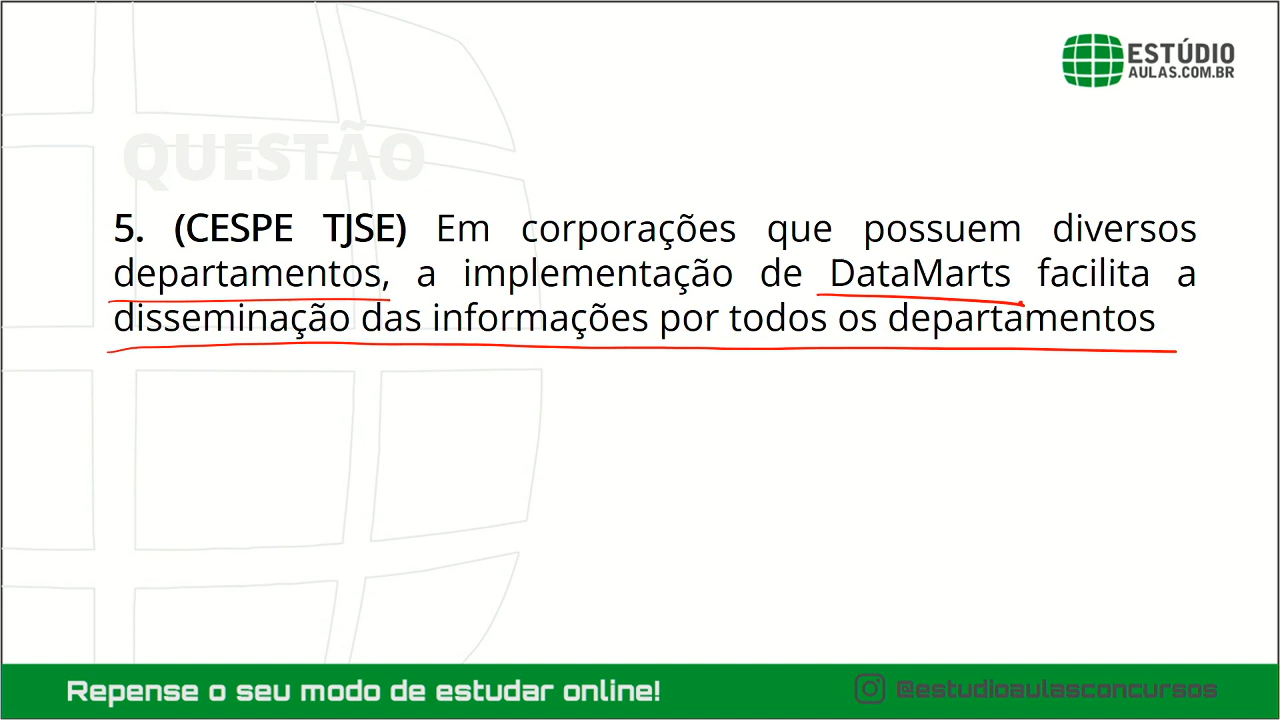 ESTÚDIO
AULAS.COM.BR
QUESTÃO
5. (CESPE TJSE) Em corporações que possuem diversos
departamentos, a implementação de DataMarts facilita a
disseminação das informações por todos os departamentos
Repense o seu modo de estudar online!
@estudioaulasconcursos